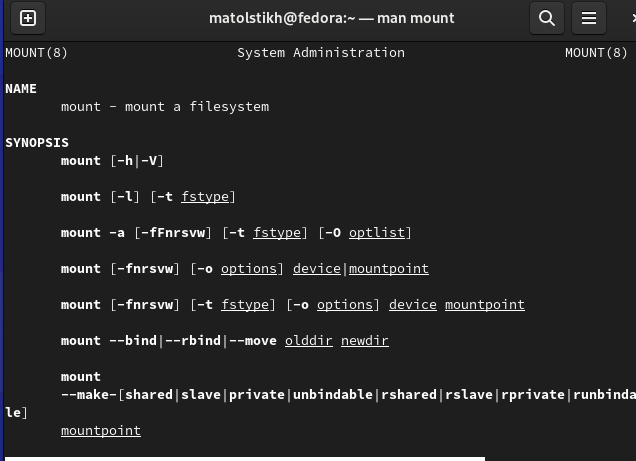 matolstikh@fedora:~ — man mount
MOUNT(8) System Administration MOUNT(8)
NAME
mount - mount a filesystem
SYNOPSIS
mount [-h|-V]
mount [-l] [-t fstype]
mount -a [-fFnrsvw] [-t fstype] [-O optlist]
mount [-fnrsvw] [-o options] device|mountpoint
mount [-fnrsvw] [-t fstype] [-o options] device mountpoint
mount --bind|--rbind|--move olddir newdir
mount
--make-[shared|slave|private|unbindable|rshared|rslave|rprivate|runbinda
le]
mountpoint